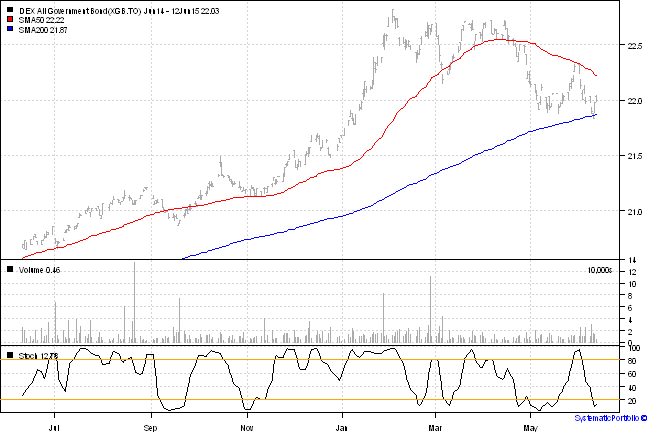 DEX All Government Bond(XGB.TO) Jun14 - 12Jun15 22.03
SMA50 22.22
SMA200 21.87
22.5
22.0
21.5
21.0
14
Volume 0.46
10,000s
12
10
8
6
4
2
0
100
Stoch 12.78
80
60
40
20
Jul
Sep
Nov
Jan
Mar
May
SystematicPortfolio ©